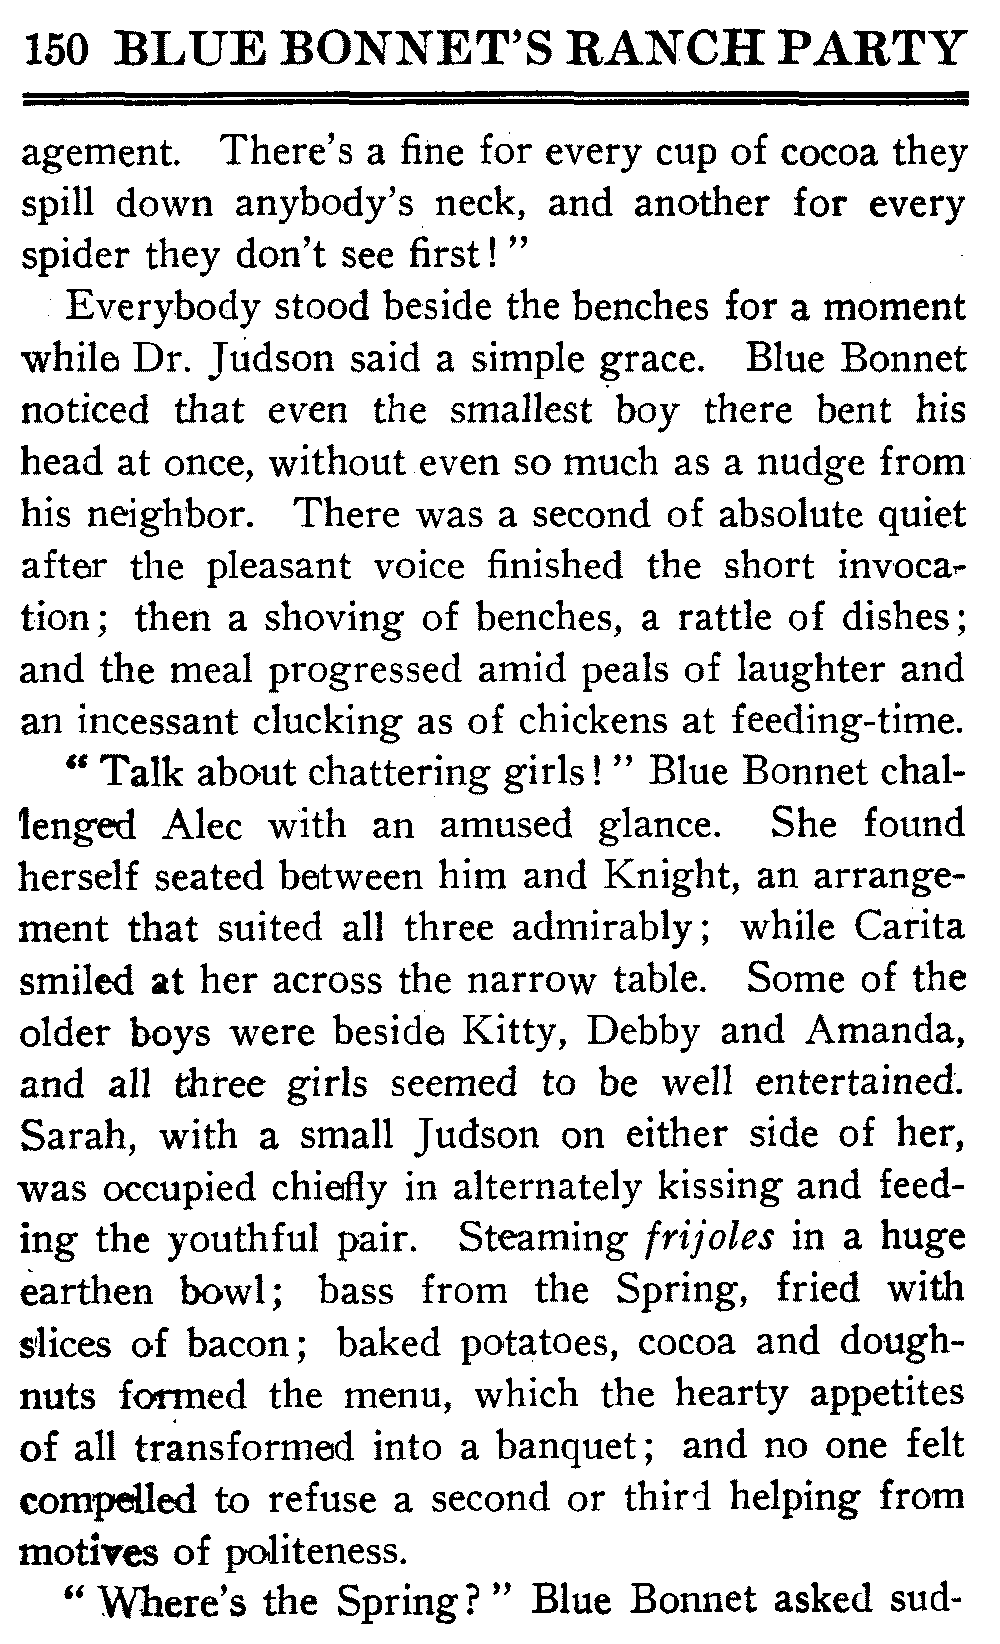 150 BLUE BONNET'S RANCH PARTY
agement. There's a fine for every cup of cocoa they
spill down anybody's neck, and another for every
spider they don't see first! "
Everybody stood beside the benches for a moment
while Dr. Judson said a simple grace. Blue Bonnet
noticed that even the smallest boy there bent his
head at once, without even so much as a nudge from
his neighbor. There was a second of absolute quiet
after the pleasant voice finished the short invoca-
tion; then a shoving of benches, a rattle of dishes;
and the meal progressed amid peals of laughter and
an incessant clucking as of chickens at feeding-time.
" Talk about chattering girls! " Blue Bonnet chal-
lenged Alec with an amused glance. She found
herself seated between him and Knight, an arrange-
ment that suited all three admirably; while Carita
smiled at her across the narrow table. Some of the
older boys were beside Kitty, Debby and Amanda,
and all three girls seemed to be well entertained.
Sarah, with a small Judson on either side of her,
was occupied chiefly in alternately kissing and feed-
ing the youthful pair. Steaming frijoles in a huge
earthen bowl; bass from the Spring, fried with
slices of bacon; baked potatoes, cocoa and dough-
nuts formed the menu, which the hearty appetites
of all transformed into a banquet; and no one felt
compelled to refuse a second or third helping from
motives of politeness.
" Where's the Spring? " Blue Bonnet asked sud-